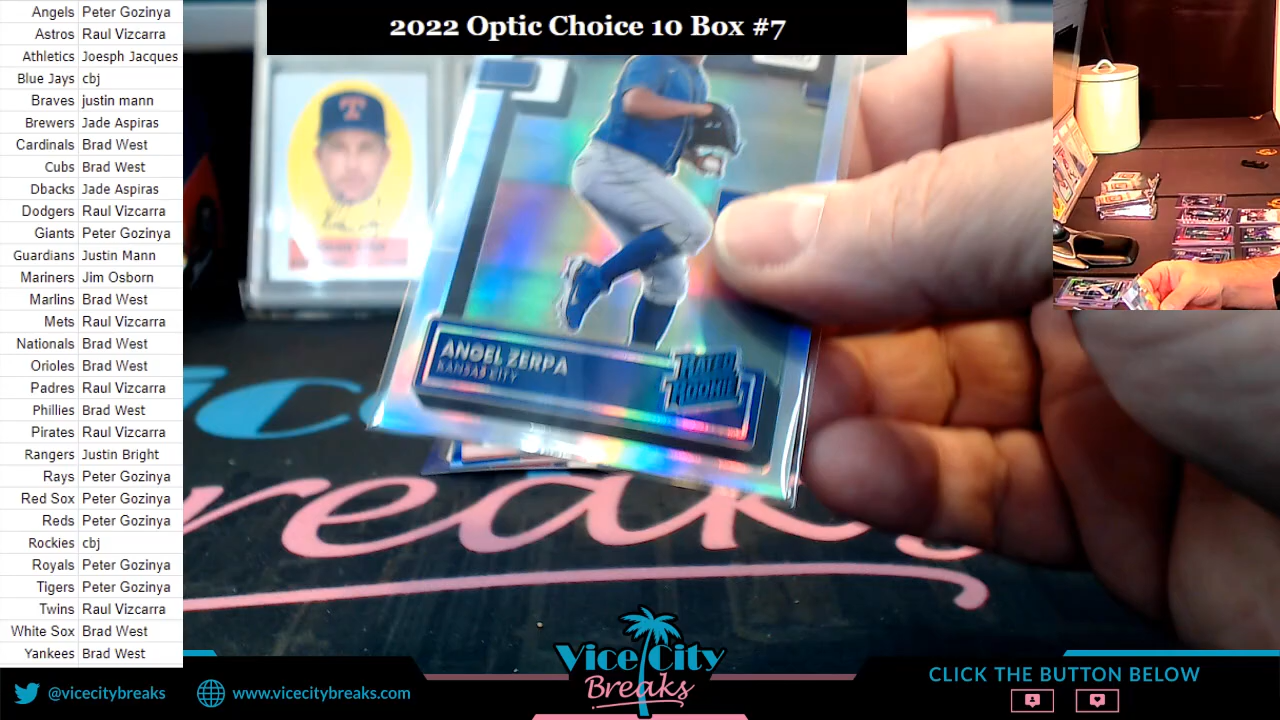 2022 Optic Choice 10 Box #7
Angels Peter Gozinya
Astros Raul Vizcarra
Athletics Joesph Jacques
Blue Jays cbj
Braves justin mann
Brewers Jade Aspiras
Cardinals Brad West
Cubs Brad West
Dbacks Jade Aspiras
Dodgers Raul Vizcarra
Giants Peter Gozinya
Guardians Justin Mann
Mariners Jim Osborn
Marlins Brad West
Mets Raul Vizcarra
Nationals Brad West
Orioles Brad West
Padres Raul Vizcarra
Phillies Brad West
Pirates Raul Vizcarra
Rangers Justin Bright
Rays Peter Gozinya
Red Sox Peter Gozinya
Reds Peter Gozinya
Rockies cbj
Royals Peter Gozinya
Tigers Peter Gozinya
Twins Raul Vizcarra
White Sox Brad West
Yankees Brad West
T
ANGEL ZERPA
KANSAS CITY
RATED
ROOKIE
ic
reaks
@vicecitybreaks
www.vicecitybreaks.com
Vice City
Breaks
CLICK THE BUTTON BELOW